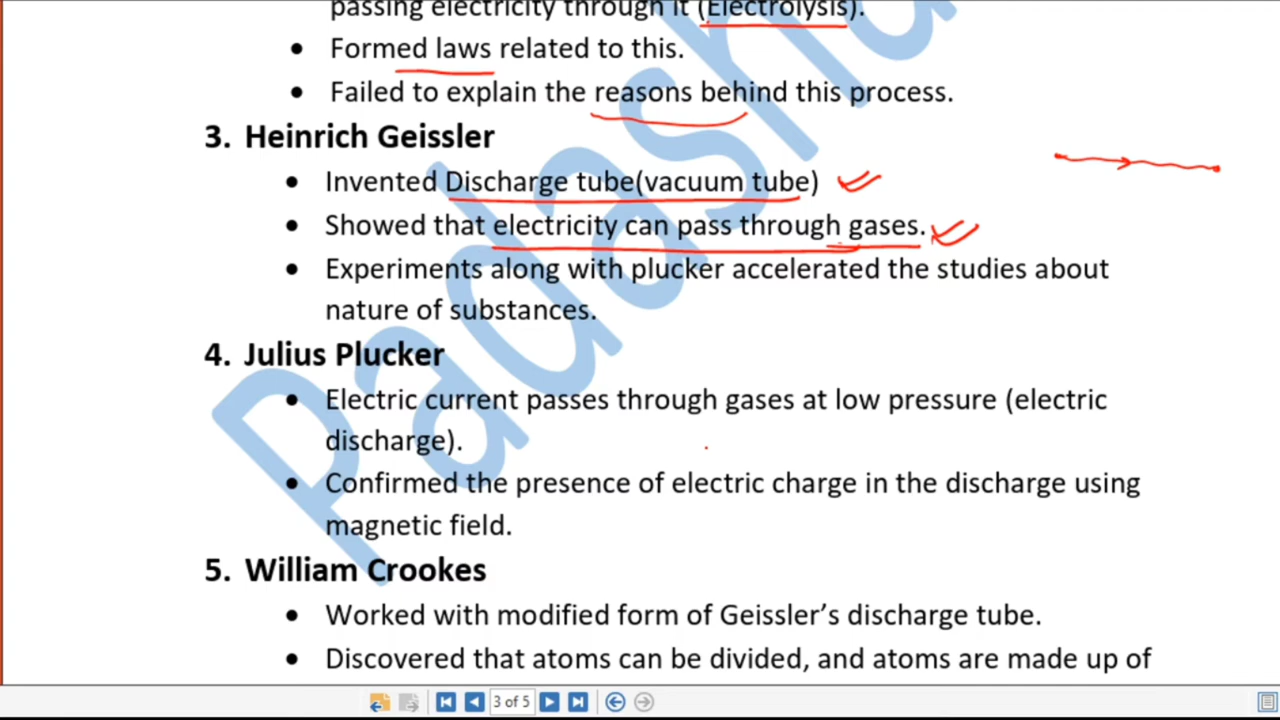 passing electricity through it (Electrolysis).
• Formed laws related to this.
• Failed to explain the reasons behind this process.
3. Heinrich Geissler
• Invented Discharge tube(vacuum tube)
• Showed that electricity can pass through gases.
• Experiments along with plucker accelerated the studies about
nature of substances.
4. Julius Plucker
• Electric current passes through gases at low pressure (electric
discharge).
• Confirmed the presence of electric charge in the discharge using
magnetic field.
5. William Crookes
• Worked with modified form of Geissler’s discharge tube.
• Discovered that atoms can be divided, and atoms are made up of
3 of 5